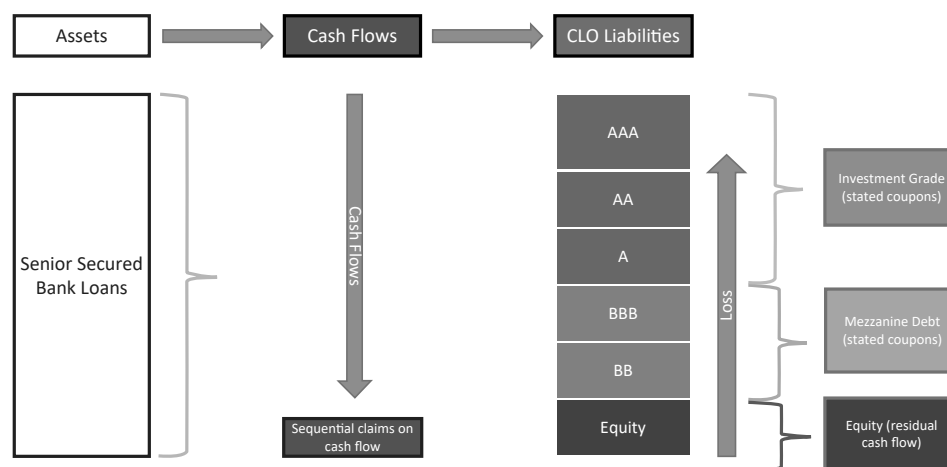 Assets
Cash Flows
CLO Liabilities
Senior Secured
Bank Loans
Cash Flows
Sequential claims on
cash flow
AAA
AA
A
BBB
BB
Equity
Loss
Investment Grade
(stated coupons)
Mezzanine Debt
(stated coupons)
Equity (residual
cash flow)